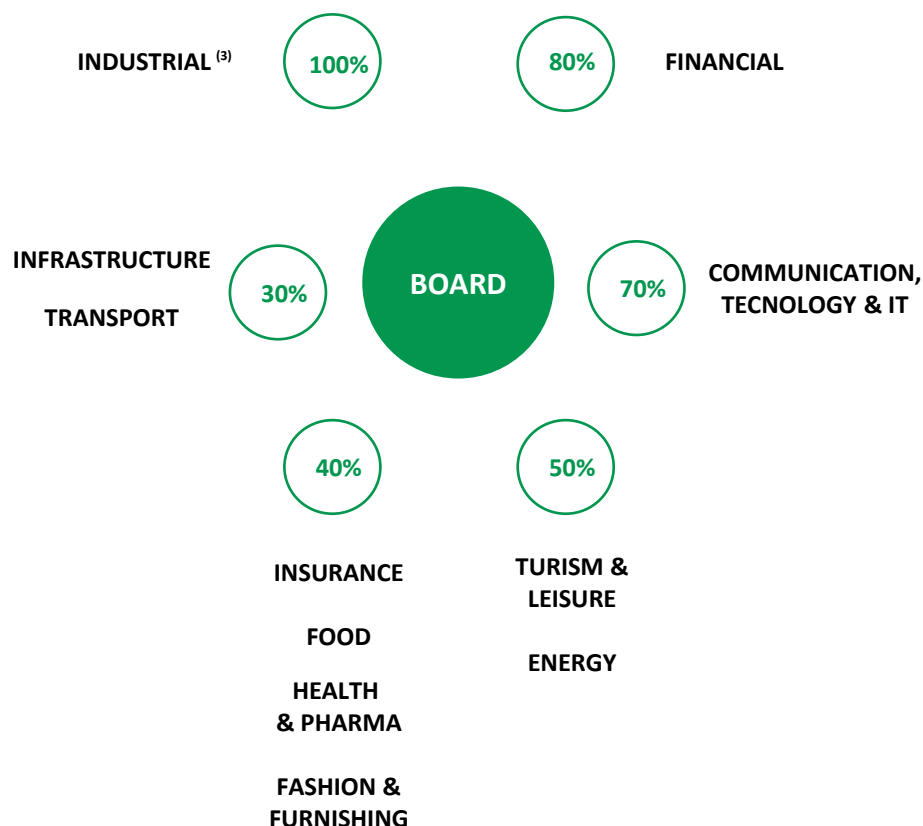 INDUSTRIAL (3)
100%
80%
FINANCIAL
INFRASTRUCTURE
TRANSPORT
30%
BOARD
70%
COMMUNICATION,
TECNOLOGY & IT
40%
50%
INSURANCE
FOOD
HEALTH
& PHARMA
FASHION &
FURNISHING
TURISM &
LEISURE
ENERGY